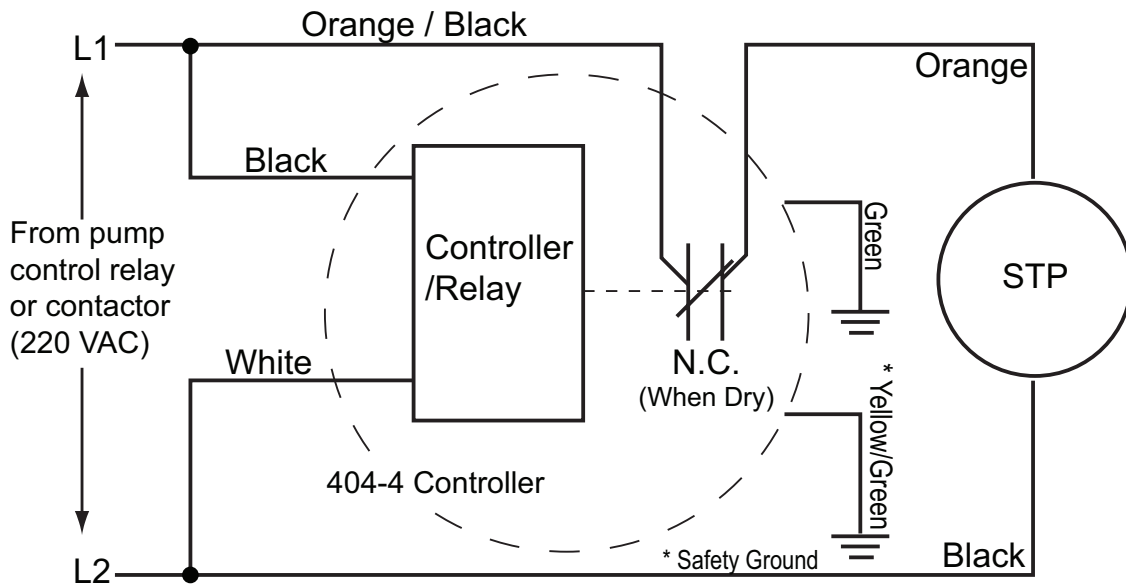 Orange / Black
L1
Orange
Black
From pump
control relay
or contactor
(220 VAC)
Controller
/Relay
Green
STP
N.C.
(When Dry)
White
* Yellow/Green
404-4 Controller
* Safety Ground
Black
L2